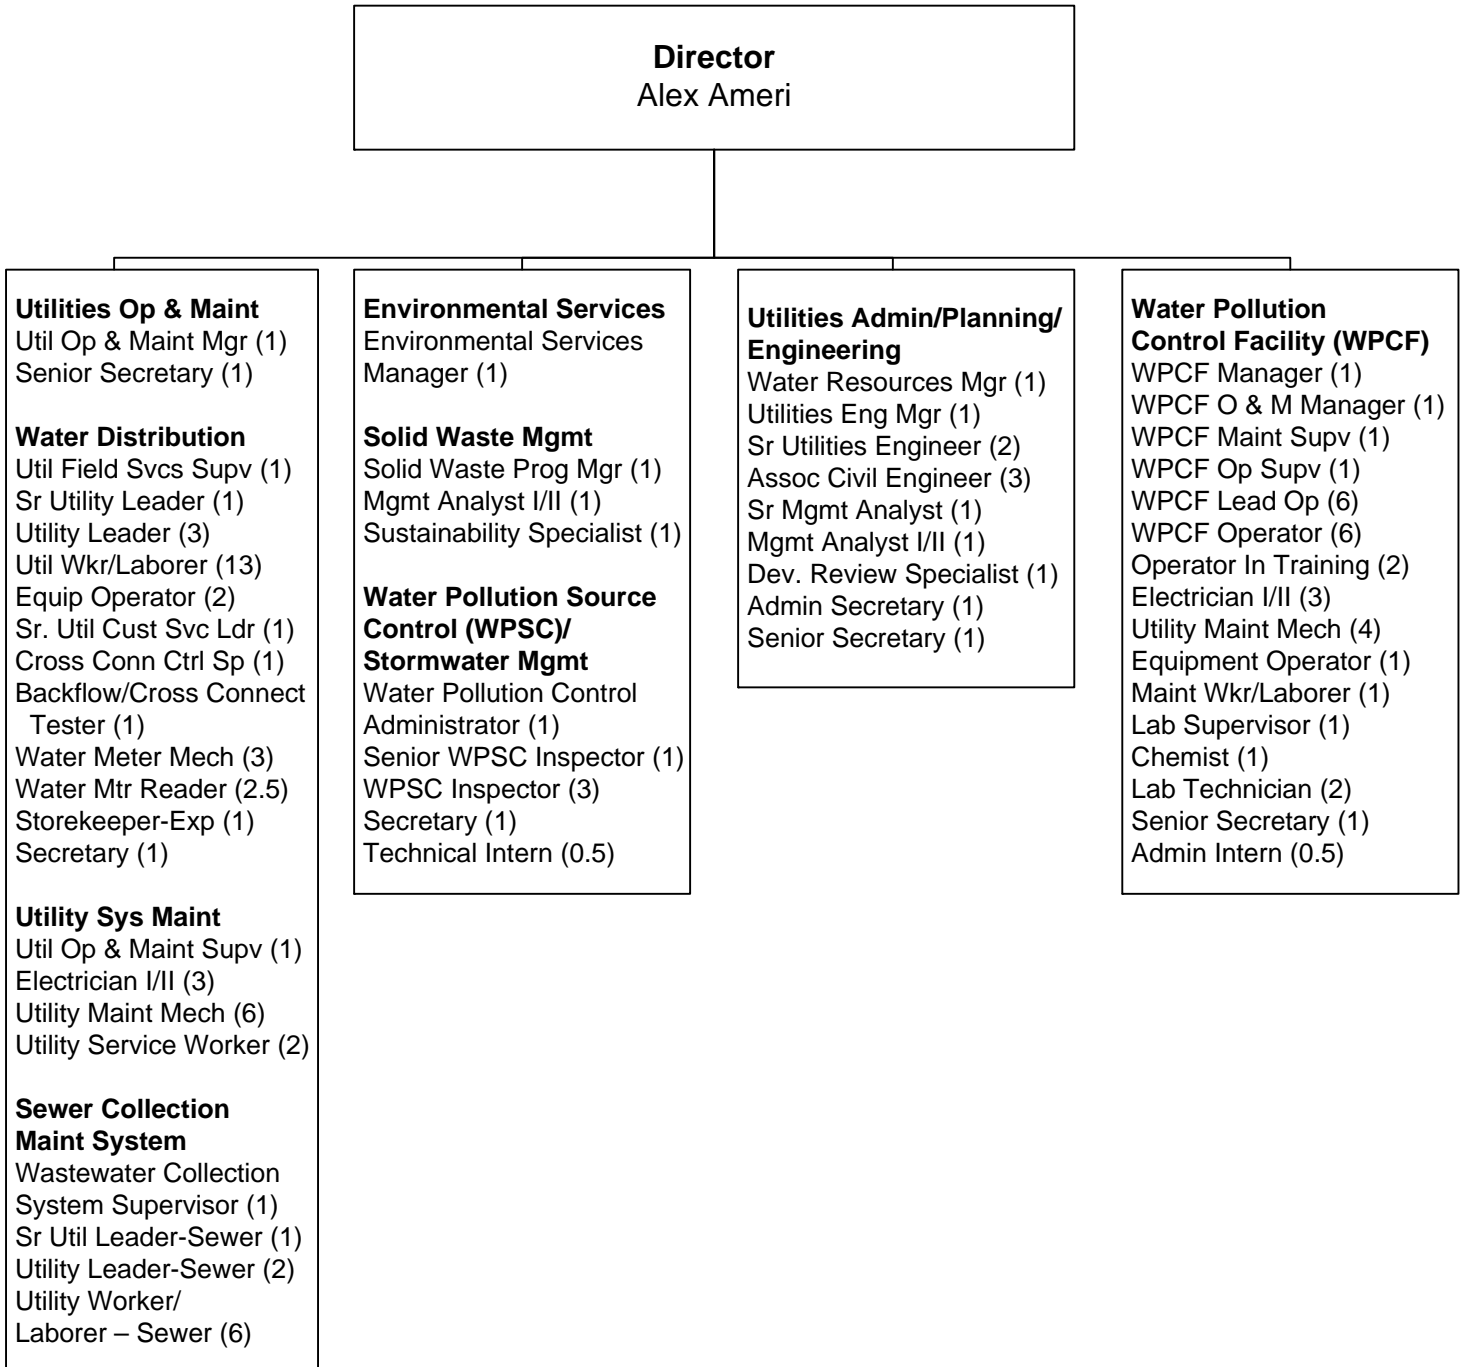 Director
Alex Ameri
Utilities Op & Maint
Util Op & Maint Mgr (1)
Senior Secretary (1)
Water Distribution
Util Field Svcs Supv (1)
Sr Utility Leader (1)
Utility Leader (3)
Util Wkr/Laborer (13)
Equip Operator (2)
Sr. Util Cust Svc Ldr (1)
Cross Conn Ctrl Sp (1)
Backflow/Cross Connect
Tester (1)
Water Meter Mech (3)
Water Mtr Reader (2.5)
Storekeeper-Exp (1)
Secretary (1)
Utility Sys Maint
Util Op & Maint Supv (1)
Electrician I/II (3)
Utility Maint Mech (6)
Utility Service Worker (2)
Sewer Collection
Maint System
Wastewater Collection
System Supervisor (1)
Sr Util Leader-Sewer (1)
Utility Leader-Sewer (2)
Utility Worker/
Laborer – Sewer (6)
Environmental Services
Environmental Services
Manager (1)
Solid Waste Mgmt
Solid Waste Prog Mgr (1)
Mgmt Analyst I/II (1)
Sustainability Specialist (1)
Water Pollution Source
Control (WPSC)/
Stormwater Mgmt
Water Pollution Control
Administrator (1)
Senior WPSC Inspector (1)
WPSC Inspector (3)
Secretary (1)
Technical Intern (0.5)
Utilities Admin/Planning/
Engineering
Water Resources Mgr (1)
Utilities Eng Mgr (1)
Sr Utilities Engineer (2)
Assoc Civil Engineer (3)
Sr Mgmt Analyst (1)
Mgmt Analyst I/II (1)
Dev. Review Specialist (1)
Admin Secretary (1)
Senior Secretary (1)
Water Pollution
Control Facility (WPCF)
WPCF Manager (1)
WPCF O & M Manager (1)
WPCF Maint Supv (1)
WPCF Op Supv (1)
WPCF Lead Op (6)
WPCF Operator (6)
Operator In Training (2)
Electrician I/II (3)
Utility Maint Mech (4)
Equipment Operator (1)
Maint Wkr/Laborer (1)
Lab Supervisor (1)
Chemist (1)
Lab Technician (2)
Senior Secretary (1)
Admin Intern (0.5)